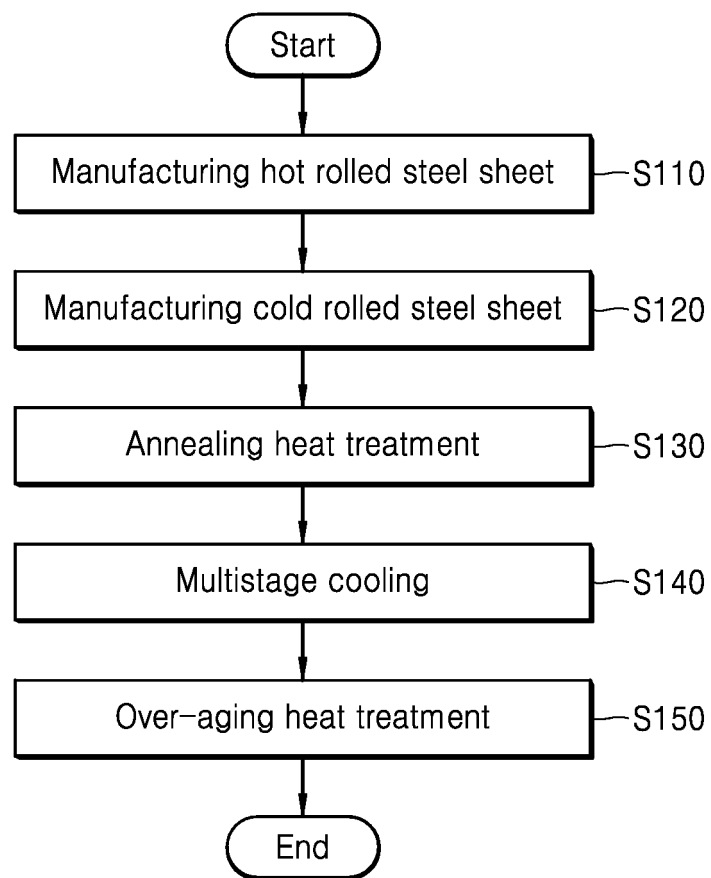 Start
Manufacturing hot rolled steel sheet S110
Manufacturing cold rolled steel sheet S120
Annealing heat treatment S130
Multistage cooling S140
Over-aging heat treatment S150
End